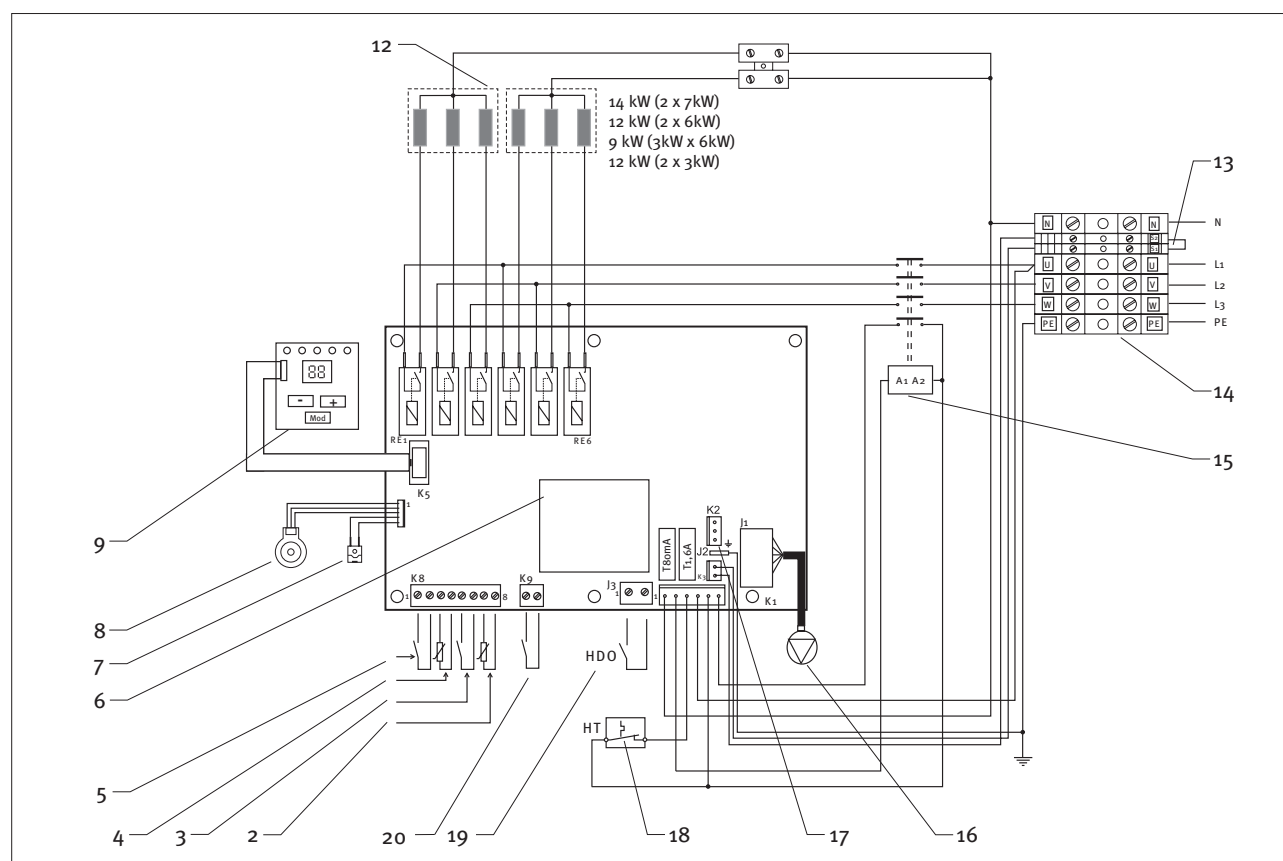 12
14 kW (2 x 7kW)
12 kW (2 x 6kW)
9 kW (3kW x 6kW)
12 kW (2 x 3kW)
13
N N N
S2
S1
U U L1
V V L2
W W L3
PE PE PE
14
A1 A2
15
88
- +
Mod
9
RE1 RE6
K5
1
8
7
6
K2
J1
J2
T80mA
T1,6A
K3
K8
1 8
K9
J3
1
1
K1
HDO
HT
5
4
3
2
20
19
18
17
16